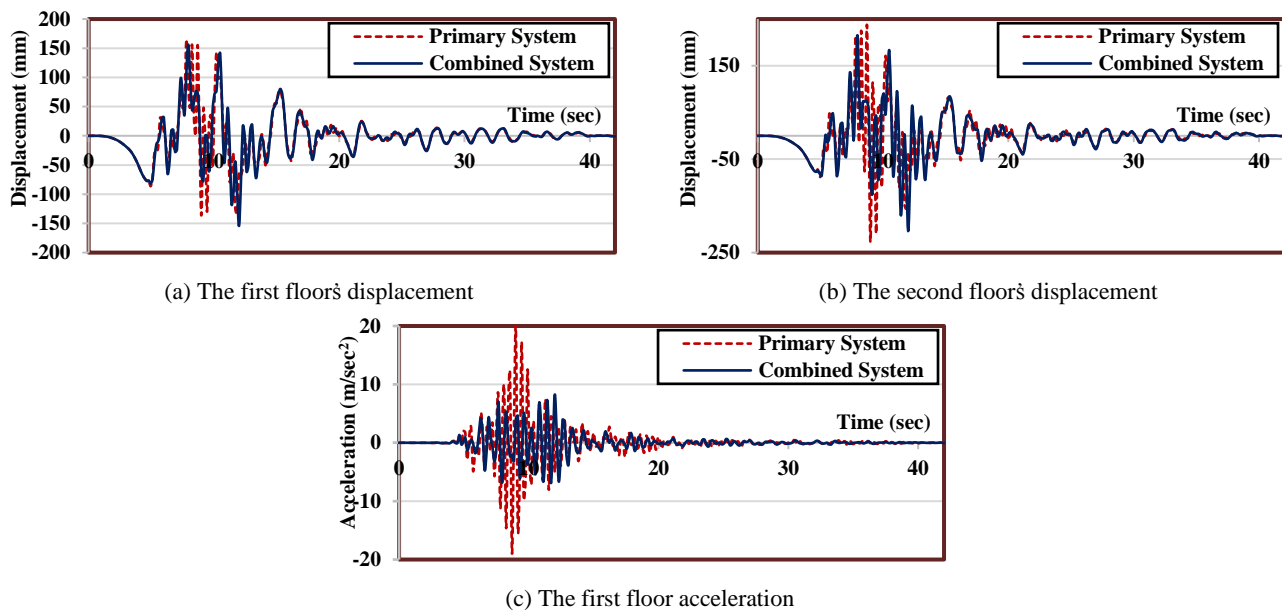 200
150
100
50
0
-50
-100
-150
-200
Displacement (mm)
Primary System
Combined System
Time (sec)
0
10
20
30
40
(a) The first floorṡ displacement
150
-50
-250
Displacement (mm)
Primary System
Combined System
Time (sec)
0
10
20
30
40
(b) The second floorṡ displacement
20
10
0
-10
-20
Acceleration (m/sec²)
Primary System
Combined System
Time (sec)
0
10
20
30
40
(c) The first floor acceleration